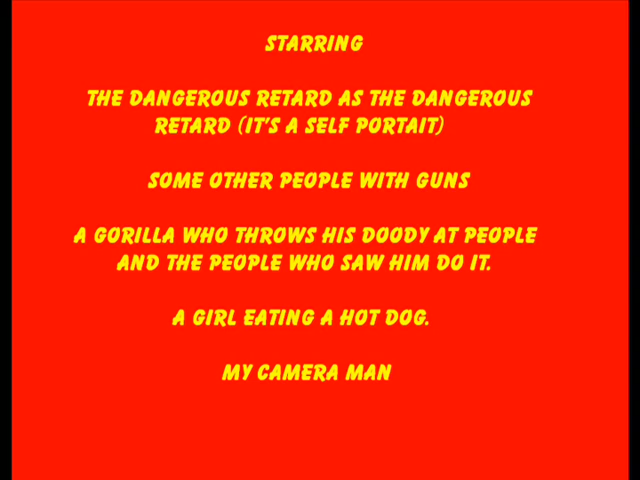 STARRING
THE DANGEROUS RETARD AS THE DANGEROUS
RETARD (IT'S A SELF PORTAIT)
SOME OTHER PEOPLE WITH GUNS
A GORILLA WHO THROWS HIS DOODY AT PEOPLE
AND THE PEOPLE WHO SAW HIM DO IT.
A GIRL EATING A HOT DOG.
MY CAMERA MAN